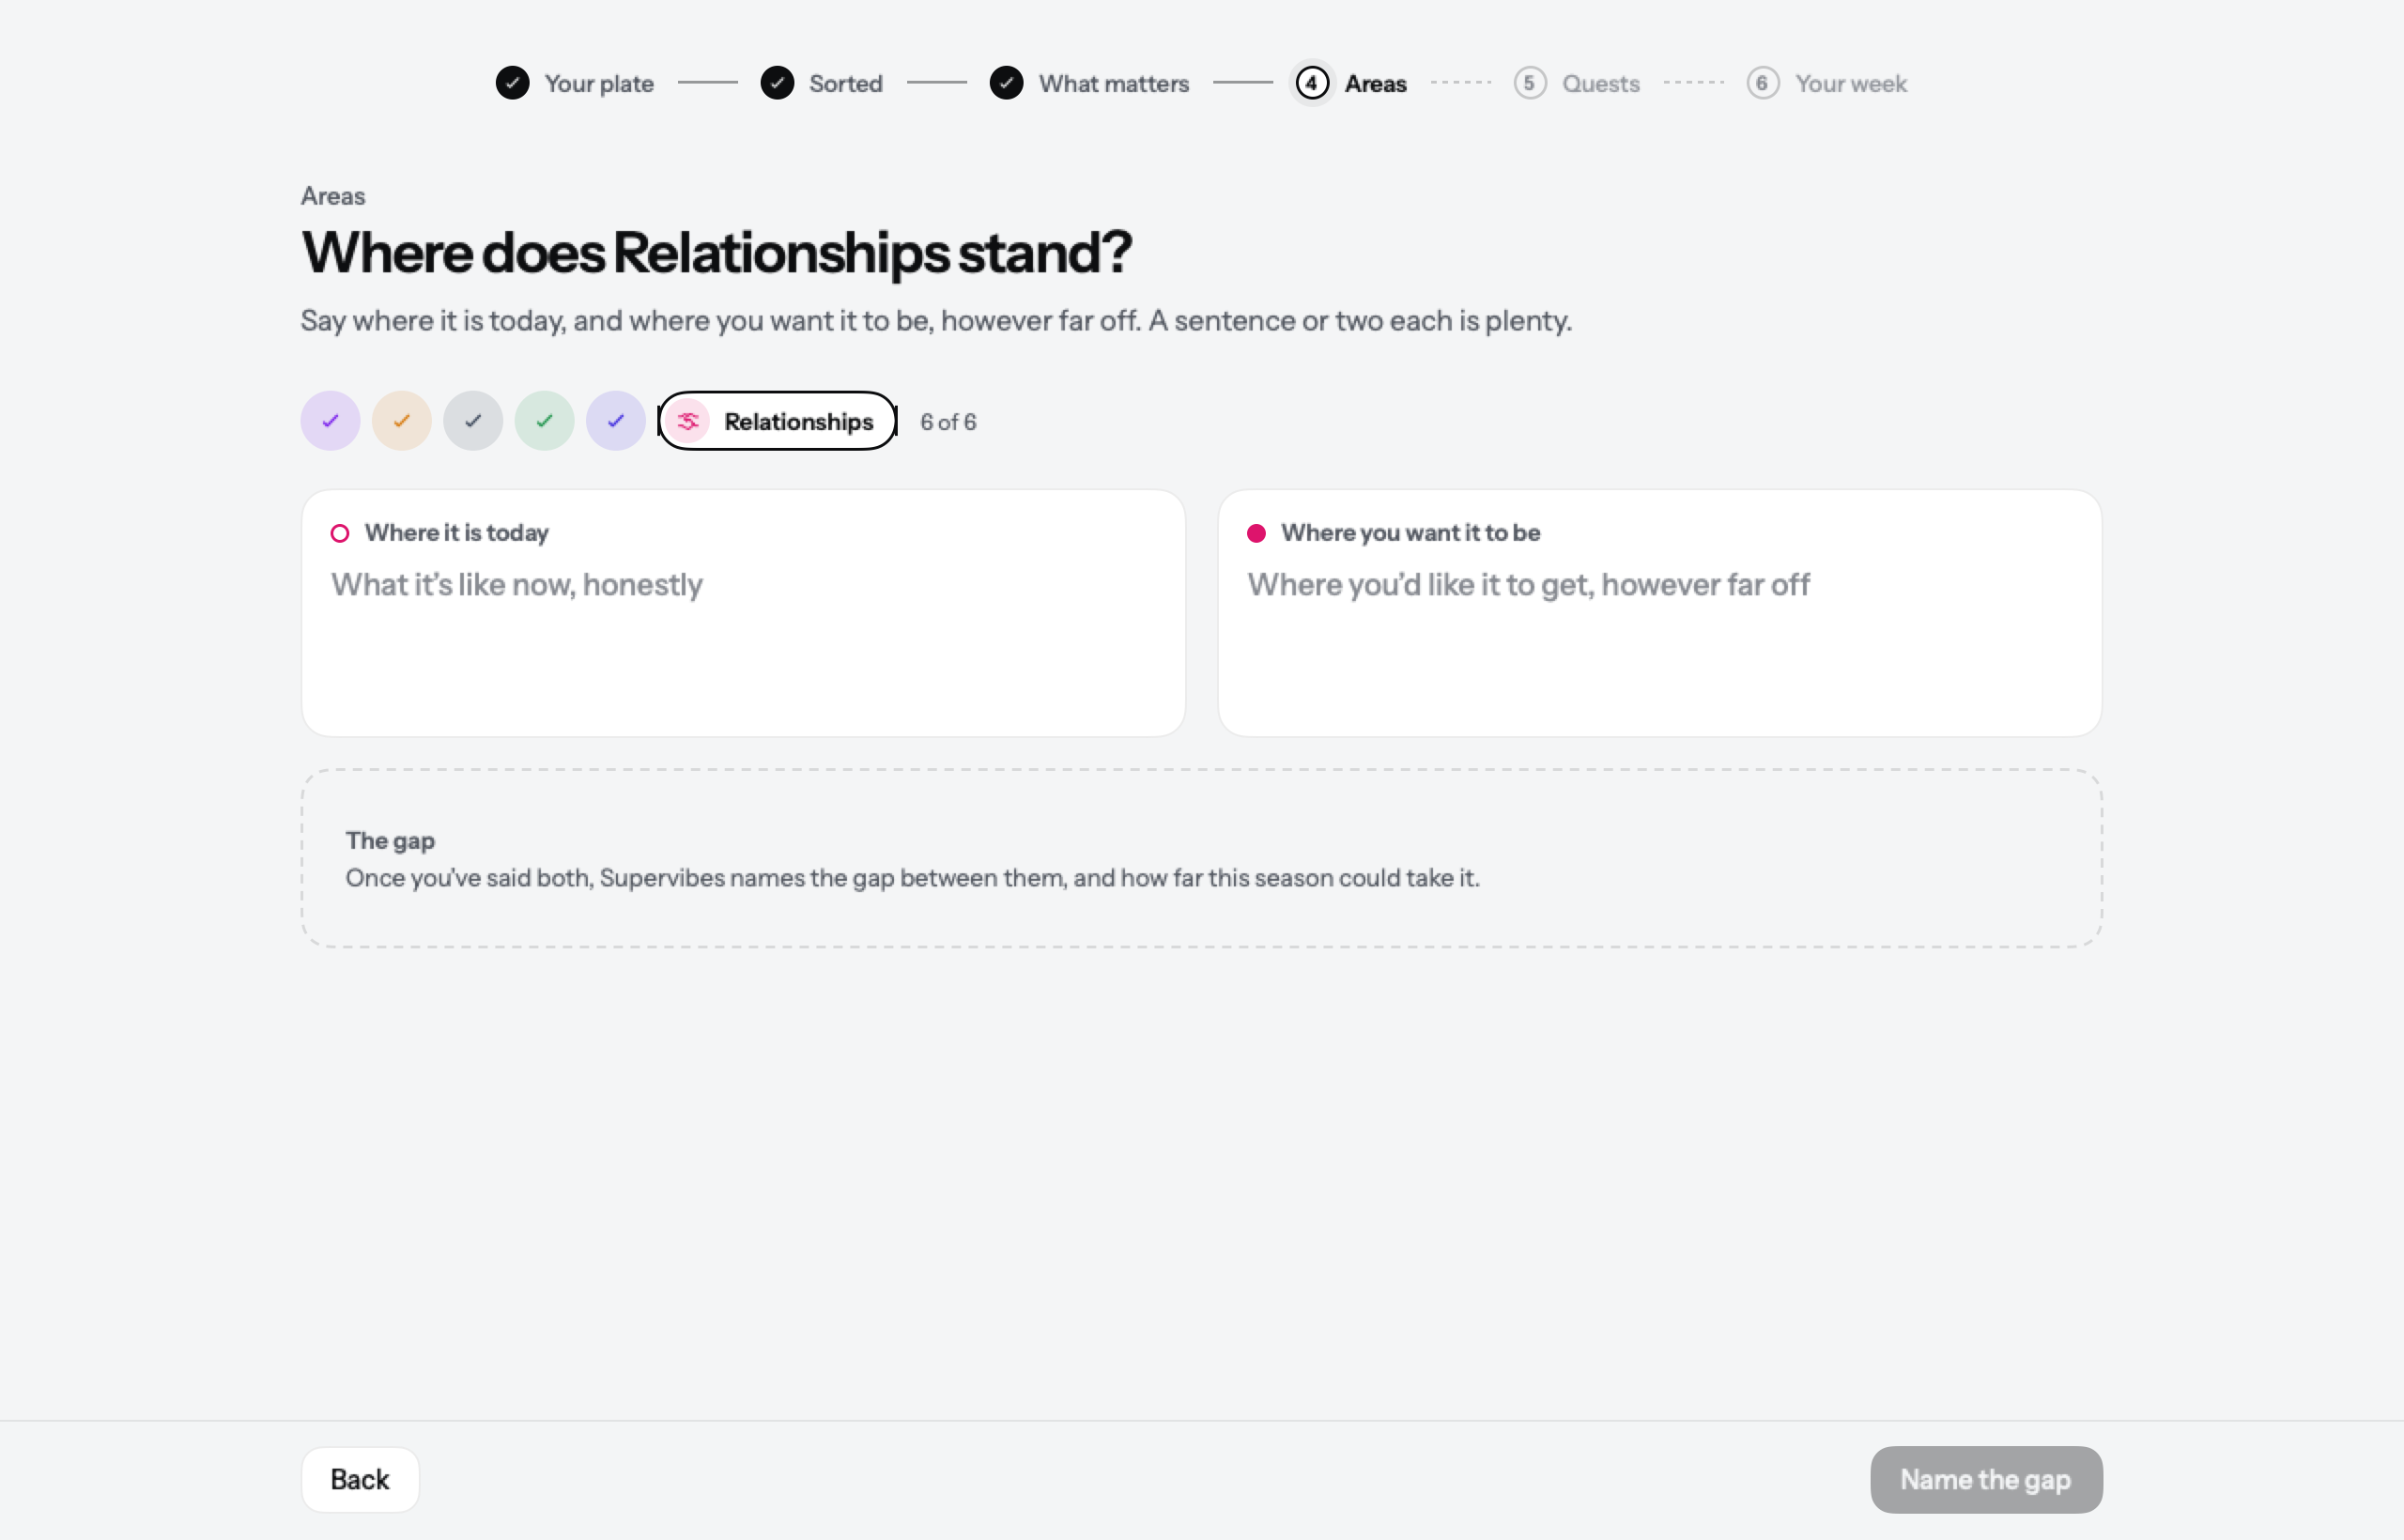 Your plate
Sorted
What matters
4 Areas
5 Quests
6 Your week
Areas
Where does Relationships stand?
Say where it is today, and where you want it to be, however far off. A sentence or two each is plenty.
Relationships
6 of 6
Where it is today
What it’s like now, honestly
Where you want it to be
Where you’d like it to get, however far off
The gap
Once you've said both, Supervibes names the gap between them, and how far this season could take it.
Back
Name the gap